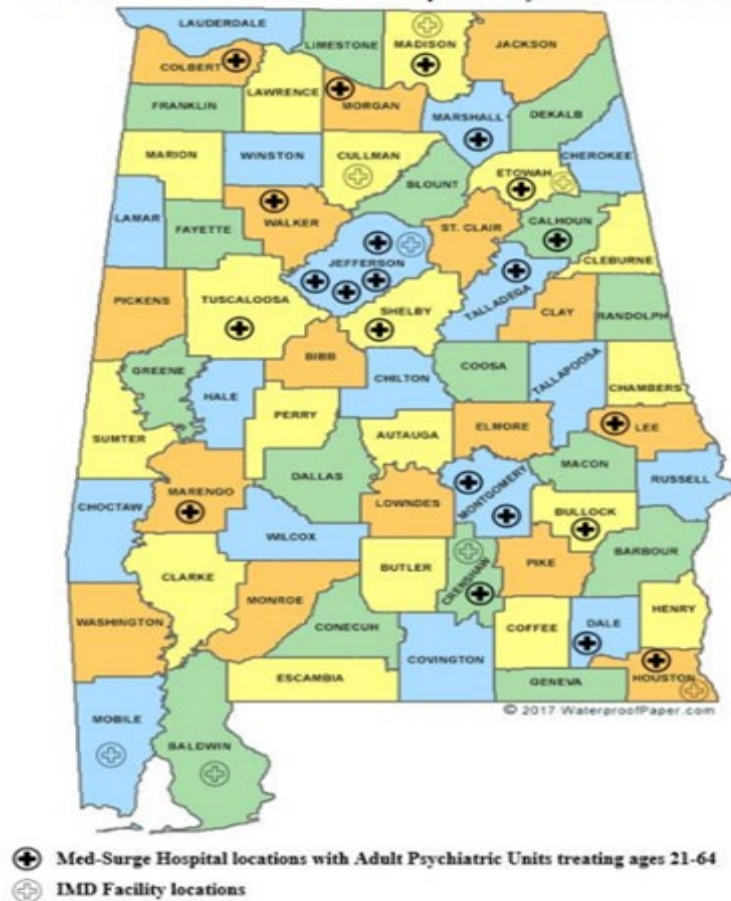 LAUDERDALE
LIMESTONE
MADISON
JACKSON
COLBERT
LAWRENCE
MORGAN
FRANKLIN
MARSHALL
DEKALB
MARION
WINSTON
CULLMAN
CHEROKEE
ETOWAH
BLOUNT
LAMAR
FAYETTE
WALKER
ST. CLAIR
CALHOUN
JEFFERSON
CLEBURNE
PICKENS
TUSCALOOSA
SHELBY
TALLADEGA
CLAY
RANDOLPH
BIBB
GREENE
HALE
CHILTON
COOSA
TALLAPOOSA
CHAMBERS
PERRY
SUMTER
AUTAUGA
ELMORE
LEE
DALLAS
MACON
MARENGO
LOWNDES
MONTGOMERY
RUSSELL
CHOCTAW
BULLOCK
WILCOX
BARBOUR
CLARKE
BUTLER
CRENSHAW
PIKE
MONROE
WASHINGTON
CONECUH
COFFEE
DALE
HENRY
COVINGTON
ESCAMBIA
GENEVA
HOUSTON
© 2017 WaterproofPaper.com
MOBILE
BALDWIN
Med-Surge Hospital locations with Adult Psychiatric Units treating ages 21-64
IMD Facility locations